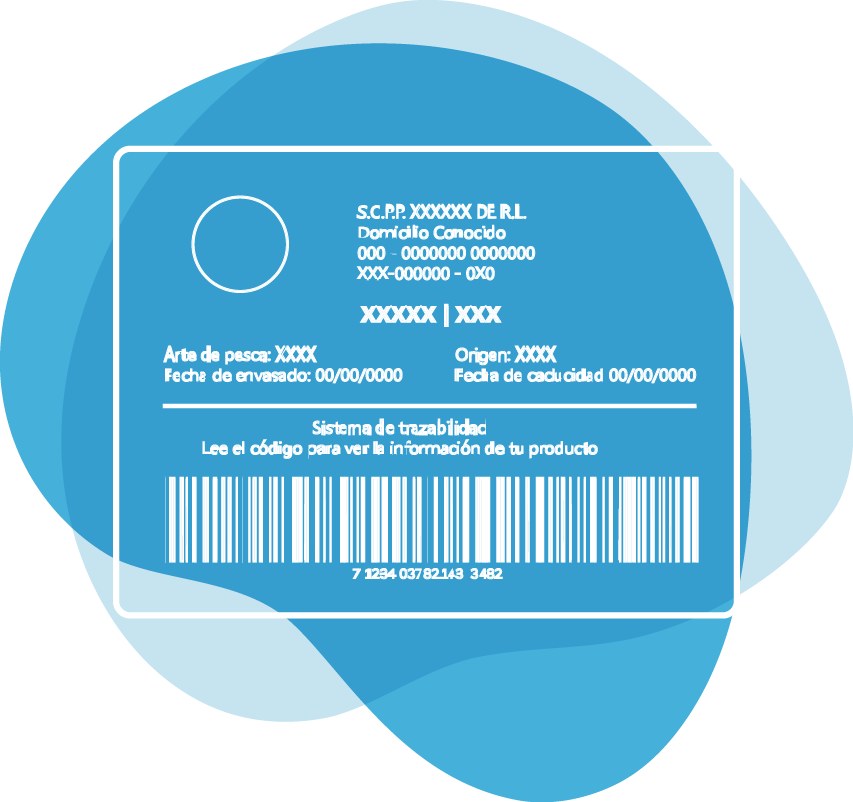 S.C.P.P. XXXXXX DE R.L.
Domicilio Conocido
000 - 0000000 0000000
XXX-000000 - 0X0
XXXXX | XXX
Arte de pesca: XXXX
Origen: XXXX
Fecha de envasado: 00/00/0000
Fecha de caducidad 00/00/0000
Sistema de trazabilidad
Lee el código para ver la información de tu producto
7 1234 03782143 3482